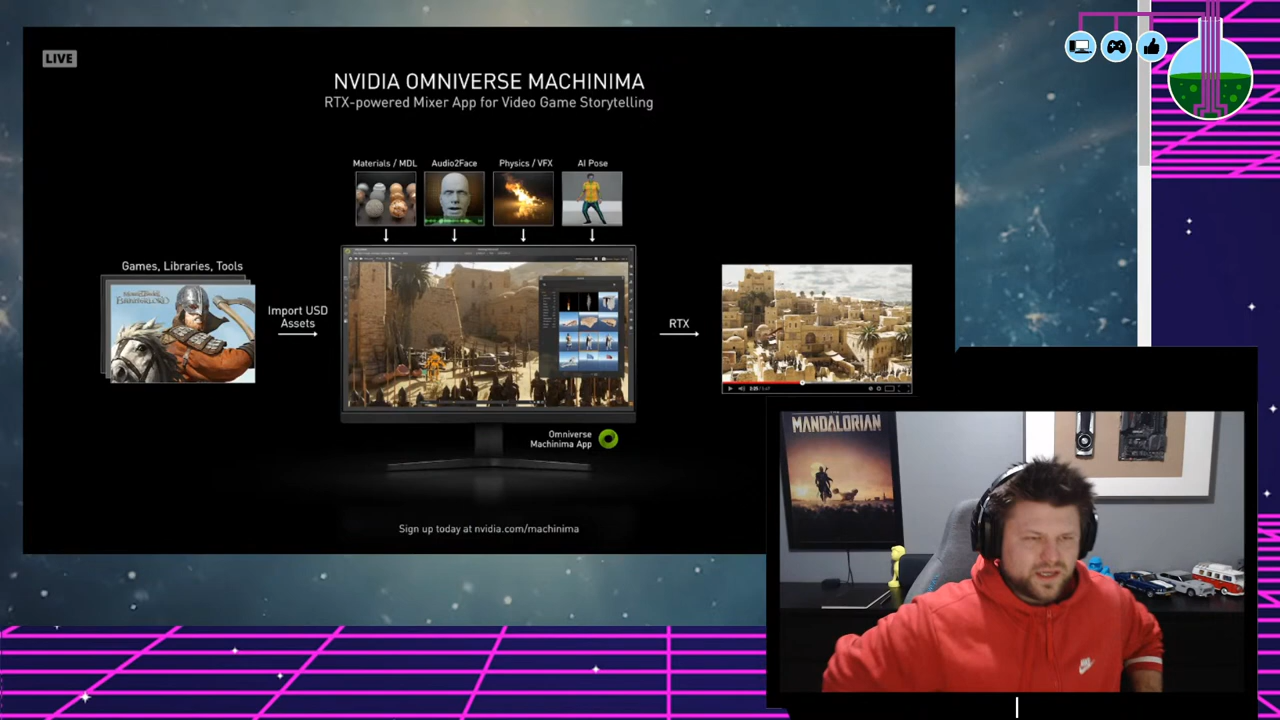 LIVE
NVIDIA OMNIVERSE MACHINIMA
RTX-powered Mixer App for Video Game Storytelling
Materials / MDL
Audio2Face
Physics / VFX
AI Pose
Games, Libraries, Tools
BANNERLORD
Import USD
Assets
RTX
Omniverse
Machinima App
Sign up today at nvidia.com/machinima
MANDALORIAN